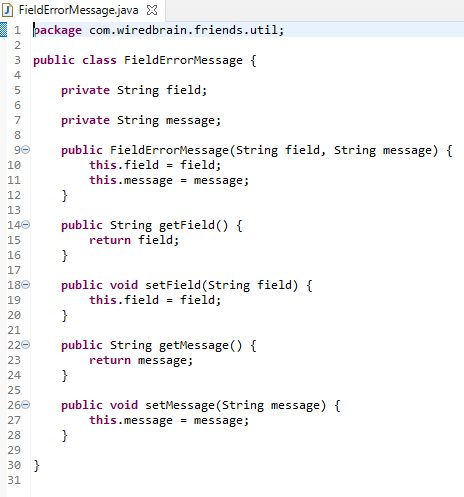 FieldErrorMessage.java
1 package com.wiredbrain.friends.util;
2
3 public class FieldErrorMessage {
4
5     private String field;
6
7     private String message;
8
9     public FieldErrorMessage(String field, String message) {
10         this.field = field;
11         this.message = message;
12     }
13
14     public String getField() {
15         return field;
16     }
17
18     public void setField(String field) {
19         this.field = field;
20     }
21
22     public String getMessage() {
23         return message;
24     }
25
26     public void setMessage(String message) {
27         this.message = message;
28     }
29
30 }
31